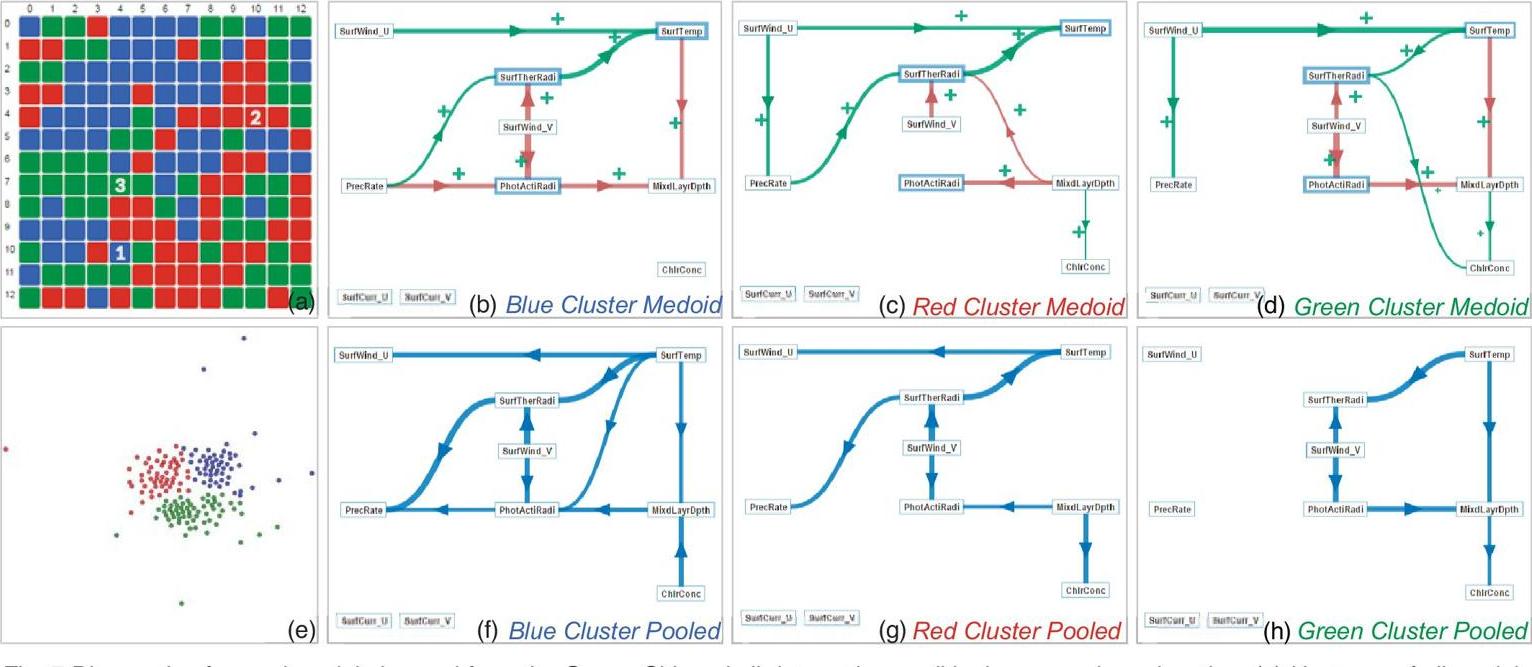 0 1 2 3 4 5 6 7 8 9 10 11 12
0
1
2
3
4
5
6
7
8
9
10
11
12
2
3
1
(a)
SurfWind_U
SurfTemp
SurfTherRadi
SurfWind_V
PrecRate
PhotActiRadi
MixdLayrDpth
ChlrConc
SurfCurr_U
SurfCurr_V
(b) Blue Cluster Medoid
SurfWind_U
SurfTemp
SurfTherRadi
SurfWind_V
PrecRate
PhotActiRadi
MixdLayrDpth
ChlrConc
SurfCurr_U
SurfCurr_V
(c) Red Cluster Medoid
SurfWind_U
SurfTemp
SurfTherRadi
SurfWind_V
PrecRate
PhotActiRadi
MixdLayrDpth
ChlrConc
SurfCurr_U
SurfCurr_V
(d) Green Cluster Medoid
(e)
SurfWind_U
SurfTemp
SurfTherRadi
SurfWind_V
PrecRate
PhotActiRadi
MixdLayrDpth
ChlrConc
SurfCurr_U
SurfCurr_V
(f) Blue Cluster Pooled
SurfWind_U
SurfTemp
SurfTherRadi
SurfWind_V
PrecRate
PhotActiRadi
MixdLayrDpth
ChlrConc
SurfCurr_U
SurfCurr_V
(g) Red Cluster Pooled
SurfWind_U
SurfTemp
SurfTherRadi
SurfWind_V
PrecRate
PhotActiRadi
MixdLayrDpth
ChlrConc
SurfCurr_U
SurfCurr_V
(h) Green Cluster Pooled